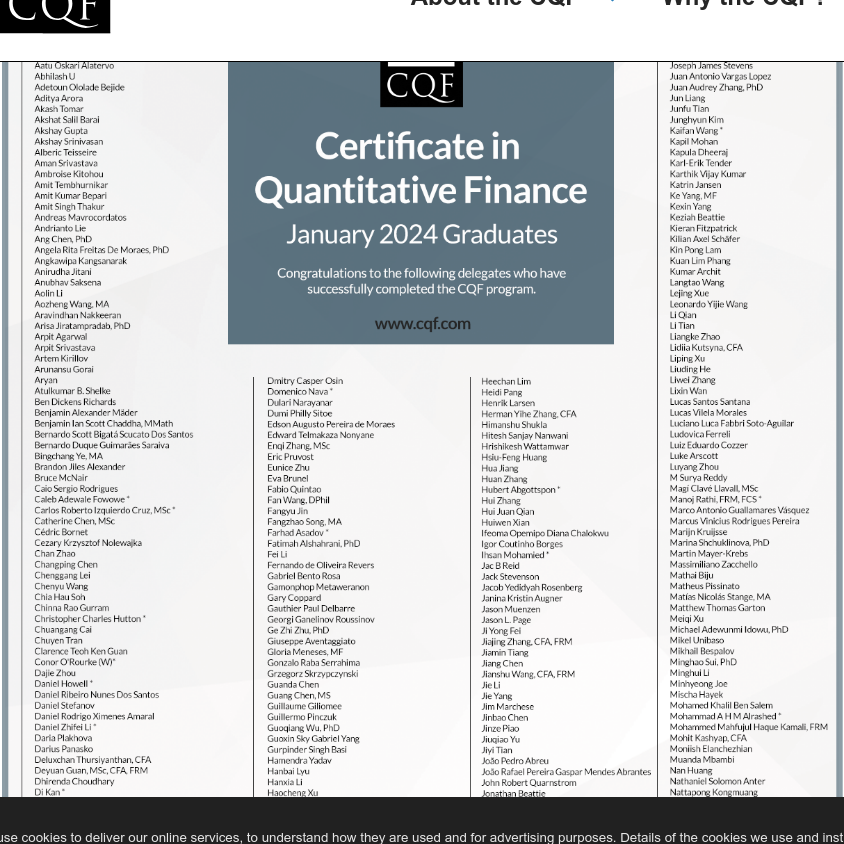 CQF
About the CQF
Why the CQF?
Aatu Oskari Alatervo
Abhilash U
Adetoun Ololade Bejide
Aditya Arora
Akash Tomar
Akshat Salil Barai
Akshay Gupta
Akshay Srinivasan
Alberic Teisseire
Aman Srivastava
Ambroise Kitohou
Amit Tembhurnikar
Amit Kumar Bepari
Amit Singh Thakur
Andreas Mavrocordatos
Andrianto Lie
Ang Chen, PhD
Angela Rita Freitas De Moraes, PhD
Angkawipa Kangsanarak
Anirudha Jitani
Anubhav Saksena
Aolin Li
Aozheng Wang, MA
Aravindhan Nakkeeran
Arisa Jiratampradab, PhD
Arpit Agarwal
Arpit Srivastava
Artem Kirillov
Arunansu Gorai
Aryan
Atulkumar B. Shelke
Ben Dickens Richards
Benjamin Alexander Mäder
Benjamin Ian Scott Chaddha, MMath
Bernardo Scott Bigatá Scucato Dos Santos
Bernardo Duque Guimarães Saraiva
Bingchang Ye, MA
Brandon Jiles Alexander
Bruce McNair
Caio Sergio Rodrigues
Caleb Adewale Fowowe *
Carlos Roberto Izquierdo Cruz, MSc *
Catherine Chen, MSc
Cédric Bornet
Cezary Krzysztof Nolewajka
Chan Zhao
Changping Chen
Chenggang Lei
Chenyu Wang
Chia Hau Soh
Chinna Rao Gurram
Christopher Charles Hutton *
Chuangang Cai
Chuyen Tran
Clarence Teoh Ken Guan
Conor O'Rourke (W)*
Dajie Zhou
Daniel Howell *
Daniel Ribeiro Nunes Dos Santos
Daniel Stefanov
Daniel Rodrigo Ximenes Amaral
Daniel Zhifei Li *
Daria Plakhova
Darius Panasko
Deluxchan Thursiyanthan, CFA
Deyuan Guan, MSc, CFA, FRM
Dhirenda Choudhary
Di Kan *
CQF
Certificate in
Quantitative Finance
January 2024 Graduates
Congratulations to the following delegates who have
successfully completed the CQF program.
www.cqf.com
Dmitry Casper Osin
Domenico Nava *
Dulari Narayanar
Dumi Philly Sitoe
Edson Augusto Pereira de Moraes
Edward Telmakaza Nonyane
Enqi Zhang, MSc
Eric Pruvost
Eunice Zhu
Eva Brunel
Fabio Quintao
Fan Wang, DPhil
Fangyu Jin
Fangzhao Song, MA
Farhad Asadov *
Fatimah Alshahrani, PhD
Fei Li
Fernando de Oliveira Revers
Gabriel Bento Rosa
Gamonphop Metaweranon
Gary Coppard
Gauthier Paul Delbarre
Georgi Ganelinov Roussinov
Ge Zhi Zhu, PhD
Giuseppe Aventaggiato
Gloria Meneses, MF
Gonzalo Raba Serrahima
Grzegorz Skrzypczynski
Guanda Chen
Guang Chen, MS
Guillaume Giliomee
Guillermo Pinczuk
Guoqiang Wu, PhD
Guoxin Sky Gabriel Yang
Gurpinder Singh Basi
Hamendra Yadav
Hanbai Lyu
Hanxia Li
Haocheng Xu
Heechan Lim
Heidi Pang
Henrik Larsen
Herman Yihe Zhang, CFA
Himanshu Shukla
Hitesh Sanjay Nanwani
Hrishikesh Wattamwar
Hsiu-Feng Huang
Hua Jiang
Huan Zhang
Hubert Abgottspon *
Hui Zhang
Hui Juan Qian
Huiwen Xian
Ifeoma Opemipo Diana Chalokwu
Igor Coutinho Borges
Ihsan Mohamied *
Jac B Reid
Jack Stevenson
Jacob Yedidyah Rosenberg
Janina Kristin Augner
Jason Muenzen
Jason L. Page
Ji Yong Fei
Jiajing Zhang, CFA, FRM
Jiamin Tiang
Jiang Chen
Jianshu Wang, CFA, FRM
Jie Li
Jie Yang
Jim Marchese
Jinbao Chen
Jinze Piao
Jiuqiao Yu
Jiyi Tian
João Pedro Abreu
João Rafael Pereira Gaspar Mendes Abrantes
John Robert Quarnstrom
Jonathan Beattie
Joseph James Stevens
Juan Antonio Vargas Lopez
Juan Audrey Zhang, PhD
Jun Liang
Junfu Tian
Junghyun Kim
Kaifan Wang *
Kapil Mohan
Kapula Dheeraj
Karl-Erik Tender
Karthik Vijay Kumar
Katrin Jansen
Ke Yang, MF
Kexin Yang
Keziah Beattie
Kieran Fitzpatrick
Kilian Axel Schäfer
Kin Pong Lam
Kuan Lim Phang
Kumar Archit
Langtao Wang
Lejing Xue
Leonardo Yijie Wang
Li Qian
Li Tian
Liangke Zhao
Lidiia Kutsyna, CFA
Liping Xu
Liuding He
Liwei Zhang
Lixin Wan
Lucas Santos Santana
Lucas Vilela Morales
Luciano Luca Fabbri Soto-Aguilar
Ludovica Ferreli
Luiz Eduardo Cozzer
Luke Arscott
Luyang Zhou
M Surya Reddy
Magí Clavé Llavall, MSc
Manoj Rathi, FRM, FCS *
Marco Antonio Guallamares Vásquez
Marcus Vinicius Rodrigues Pereira
Marijn Kruijsse
Marina Shchuklinova, PhD
Martin Mayer-Krebs
Massimiliano Zacchello
Mathai Biju
Matheus Pissinato
Matías Nicolás Stange, MA
Matthew Thomas Garton
Meiqi Xu
Michael Adewunmi Idowu, PhD
Mikel Unibaso
Mikhail Bespalov
Minghao Sui, PhD
Minghui Li
Minhyeong Joe
Mischa Hayek
Mohamed Khalil Ben Salem
Mohammad A H M Alrashed *
Mohammed Mahfujul Haque Kamali, FRM
Mohit Kashyap, CFA
Moniish Elanchezhian
Muanda Mbambi
Nan Huang
Nathaniel Solomon Anter
Nattapong Kongmuang
use cookies to deliver our online services, to understand how they are used and for advertising purposes. Details of the cookies we use and inst